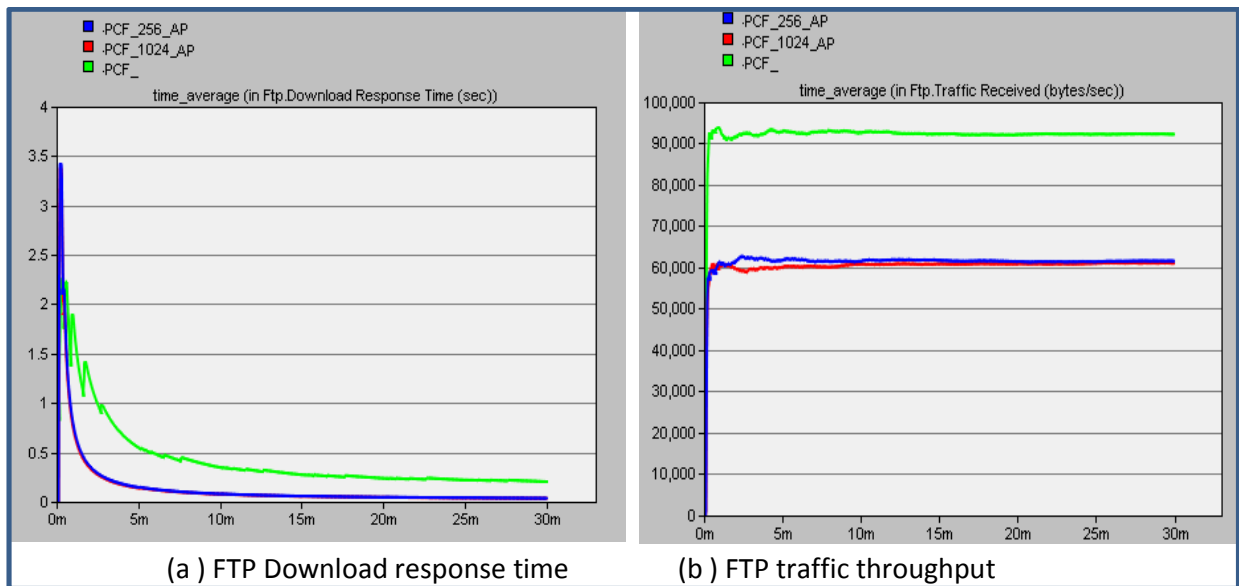 .PCF_256_AP
.PCF_1024_AP
.PCF_
time_average (in Ftp.Download Response Time (sec))
4
3.5
3
2.5
2
1.5
1
0.5
0
0m
5m
10m
15m
20m
25m
30m
(a ) FTP Download response time
.PCF_256_AP
.PCF_1024_AP
.PCF_
time_average (in Ftp.Traffic Received (bytes/sec))
100,000
90,000
80,000
70,000
60,000
50,000
40,000
30,000
20,000
10,000
0
0m
5m
10m
15m
20m
25m
30m
(b ) FTP traffic throughput